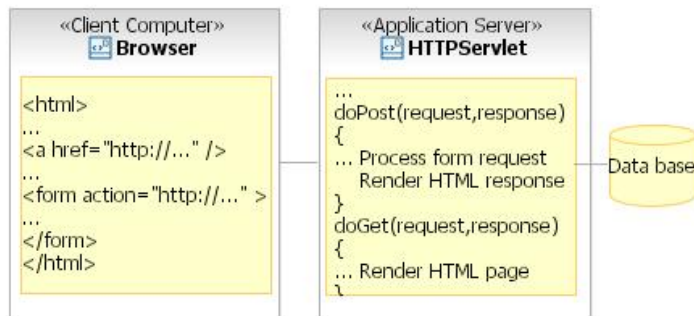 «Client Computer»
Browser
<html>
...
<a href="http://..." />
...
<form action="http://..." >
...
</form>
</html>
«Application Server»
HTTPServlet
...
doPost(request,response)
{
... Process form request
Render HTML response
}
doGet(request,response)
{
... Render HTML page
}
Data base